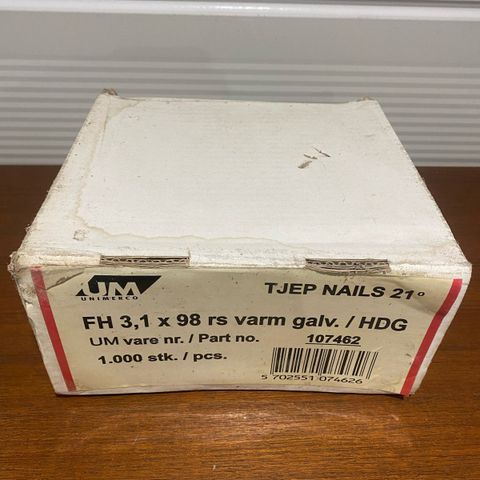 UM
UNIMERCO
TJEP NAILS 21°
FH 3,1 x 98 rs varm galv. / HDG
UM vare nr. / Part no. 107462
1.000 stk. / pcs.
5 702551 074626